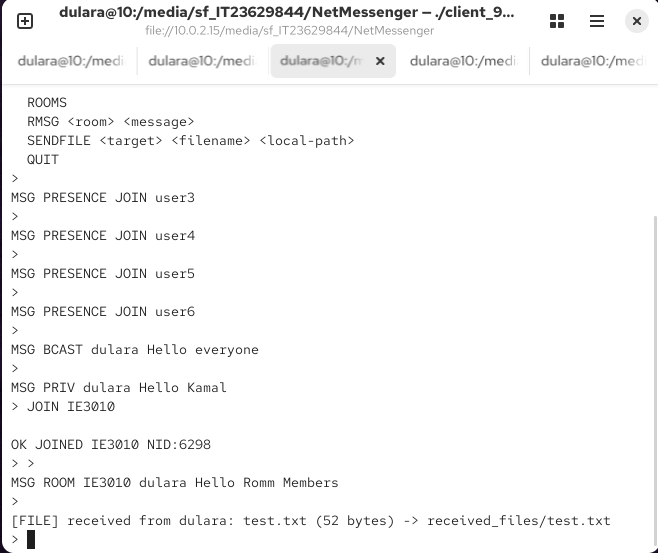 dulara@10:/media/sf_IT23629844/NetMessenger — ./client_9...
file://10.0.2.15/media/sf_IT23629844/NetMessenger
dulara@10:/medi dulara@10:/medi dulara@10:/m dulara@10:/medi dulara@10:/med
ROOMS
RMSG <room> <message>
SENDFILE <target> <filename> <local-path>
QUIT
>
MSG PRESENCE JOIN user3
>
MSG PRESENCE JOIN user4
>
MSG PRESENCE JOIN user5
>
MSG PRESENCE JOIN user6
>
MSG BCAST dulara Hello everyone
>
MSG PRIV dulara Hello Kamal
> JOIN IE3010
OK JOINED IE3010 NID:6298
> >
MSG ROOM IE3010 dulara Hello Romm Members
>
[FILE] received from dulara: test.txt (52 bytes) -> received_files/test.txt
>